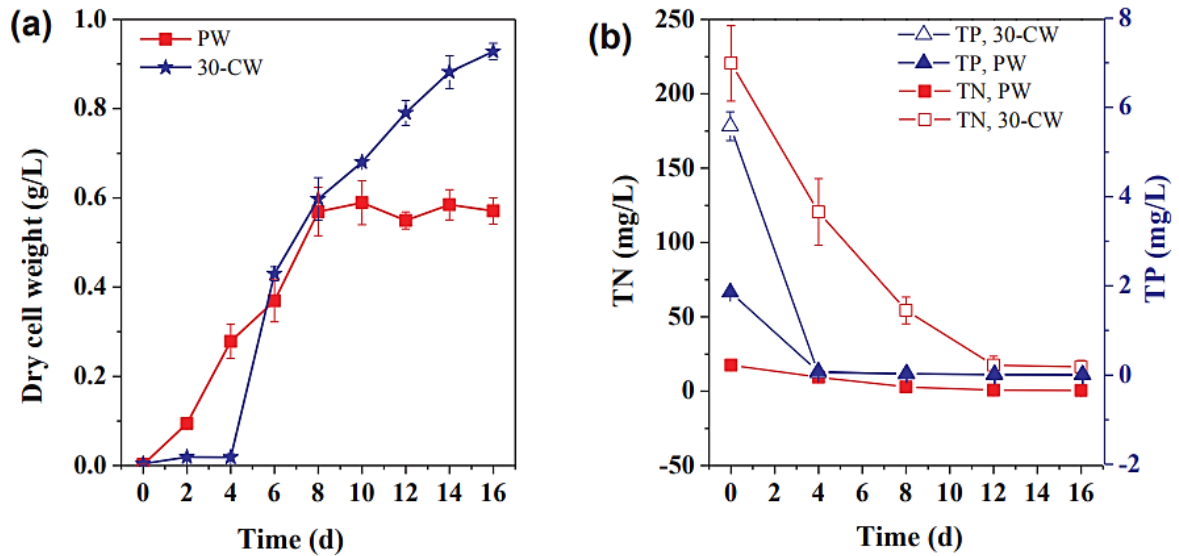 (a)
PW
30-CW
1.0
0.8
0.6
0.4
0.2
0.0
Dry cell weight (g/L)
0 2 4 6 8 10 12 14 16
Time (d)
(b)
TP, 30-CW
TP, PW
TN, PW
TN, 30-CW
250
200
150
100
50
0
-50
TN (mg/L)
8
6
4
2
0
-2
TP (mg/L)
0 2 4 6 8 10 12 14 16
Time (d)